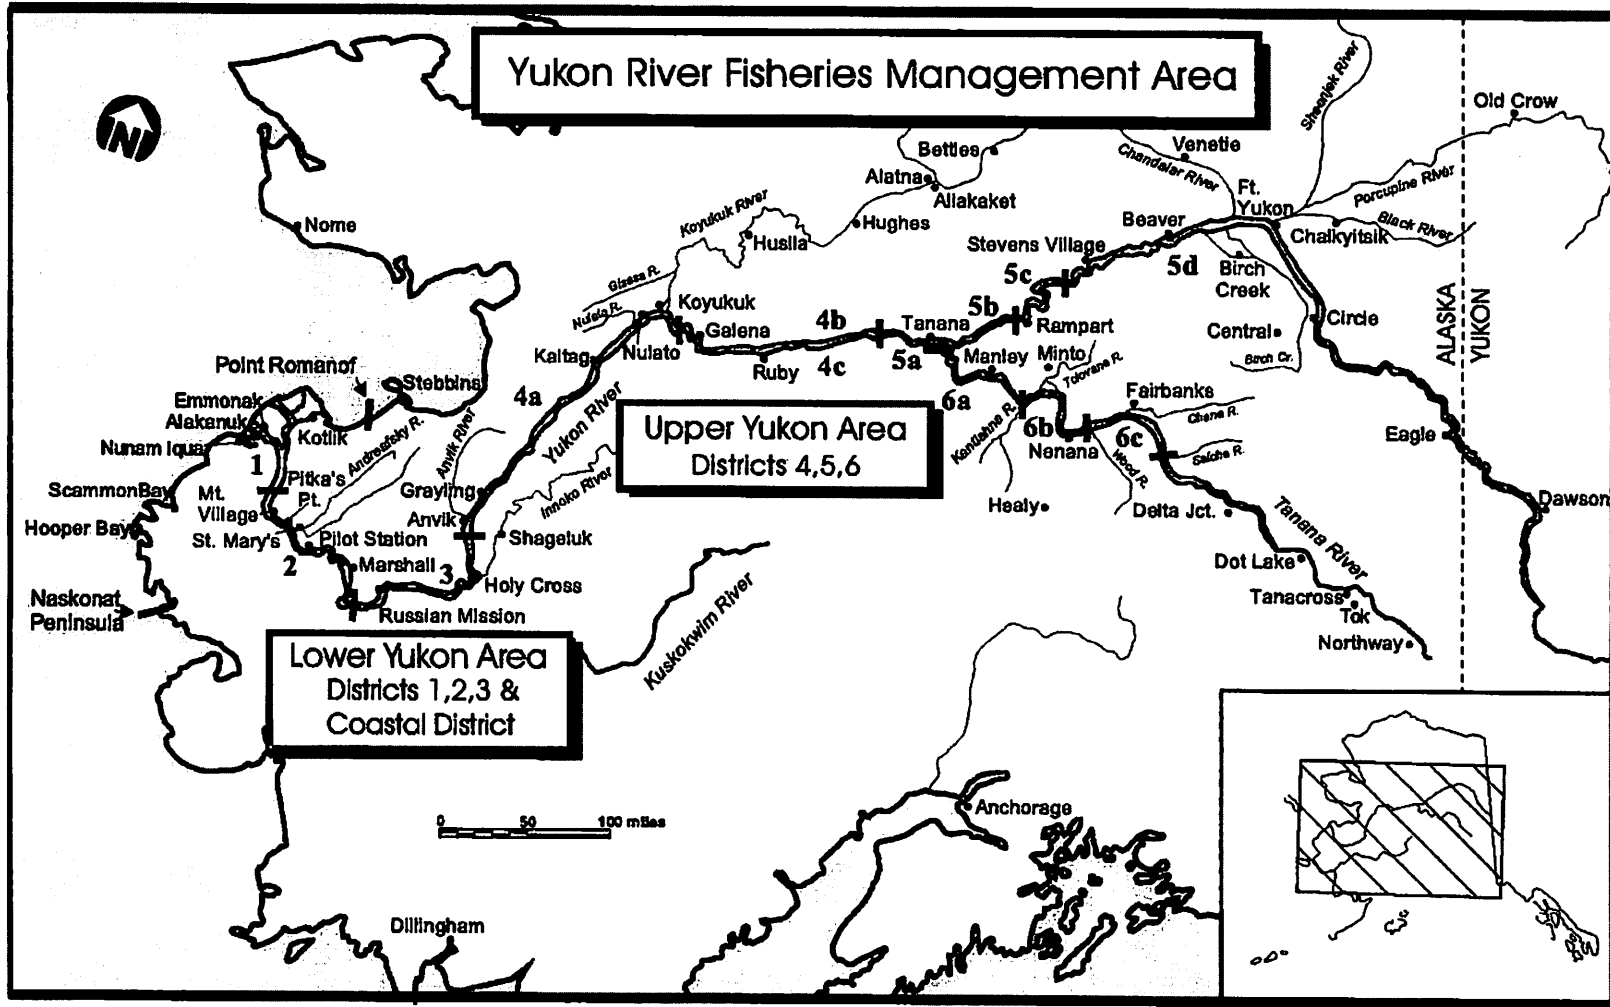 Yukon River Fisheries Management Area
N
Sheenjek River
Old Crow
Bettles
Venetie
Chandalar River
Alatna
Allakaket
Ft.
Yukon
Porcupine River
Koyukuk River
Hughes
Beaver
Black River
Chalkyitsik
Nome
Huslia
Stevens Village
5d
Birch
Creek
5c
Gisasa R.
Koyukuk
5b
Nulato R.
Galena
4b
Tanana
Rampart
Central
Circle
ALASKA
YUKON
Kaltag
Nulato
Ruby
4c
5a
Manley
Minto
Tolovana R.
Birch Cr.
Point Romanof
Stebbins
4a
6a
Fairbanks
Emmonak
Alakanuk
Kotlik
Andreafsky R.
Anvik River
Yukon River
Upper Yukon Area
Districts 4,5,6
Kantishna R.
6b
Nenana
6c
Chena R.
Eagle
Nunam Iqua
1
Wood R.
Salcha R.
Scammon Bay
Mt.
Village
Pitka's
Pt.
Grayling
Innoko River
Healy
Delta Jct.
Tanana River
Dawson
Hooper Bay
St. Mary's
Pilot Station
Anvik
Shageluk
2
Marshall
3
Holy Cross
Dot Lake
Naskonat
Peninsula
Russian Mission
Kuskokwim River
Tanacross
Tok
Northway
Lower Yukon Area
Districts 1,2,3 &
Coastal District
0 50 100 miles
Anchorage
Dillingham